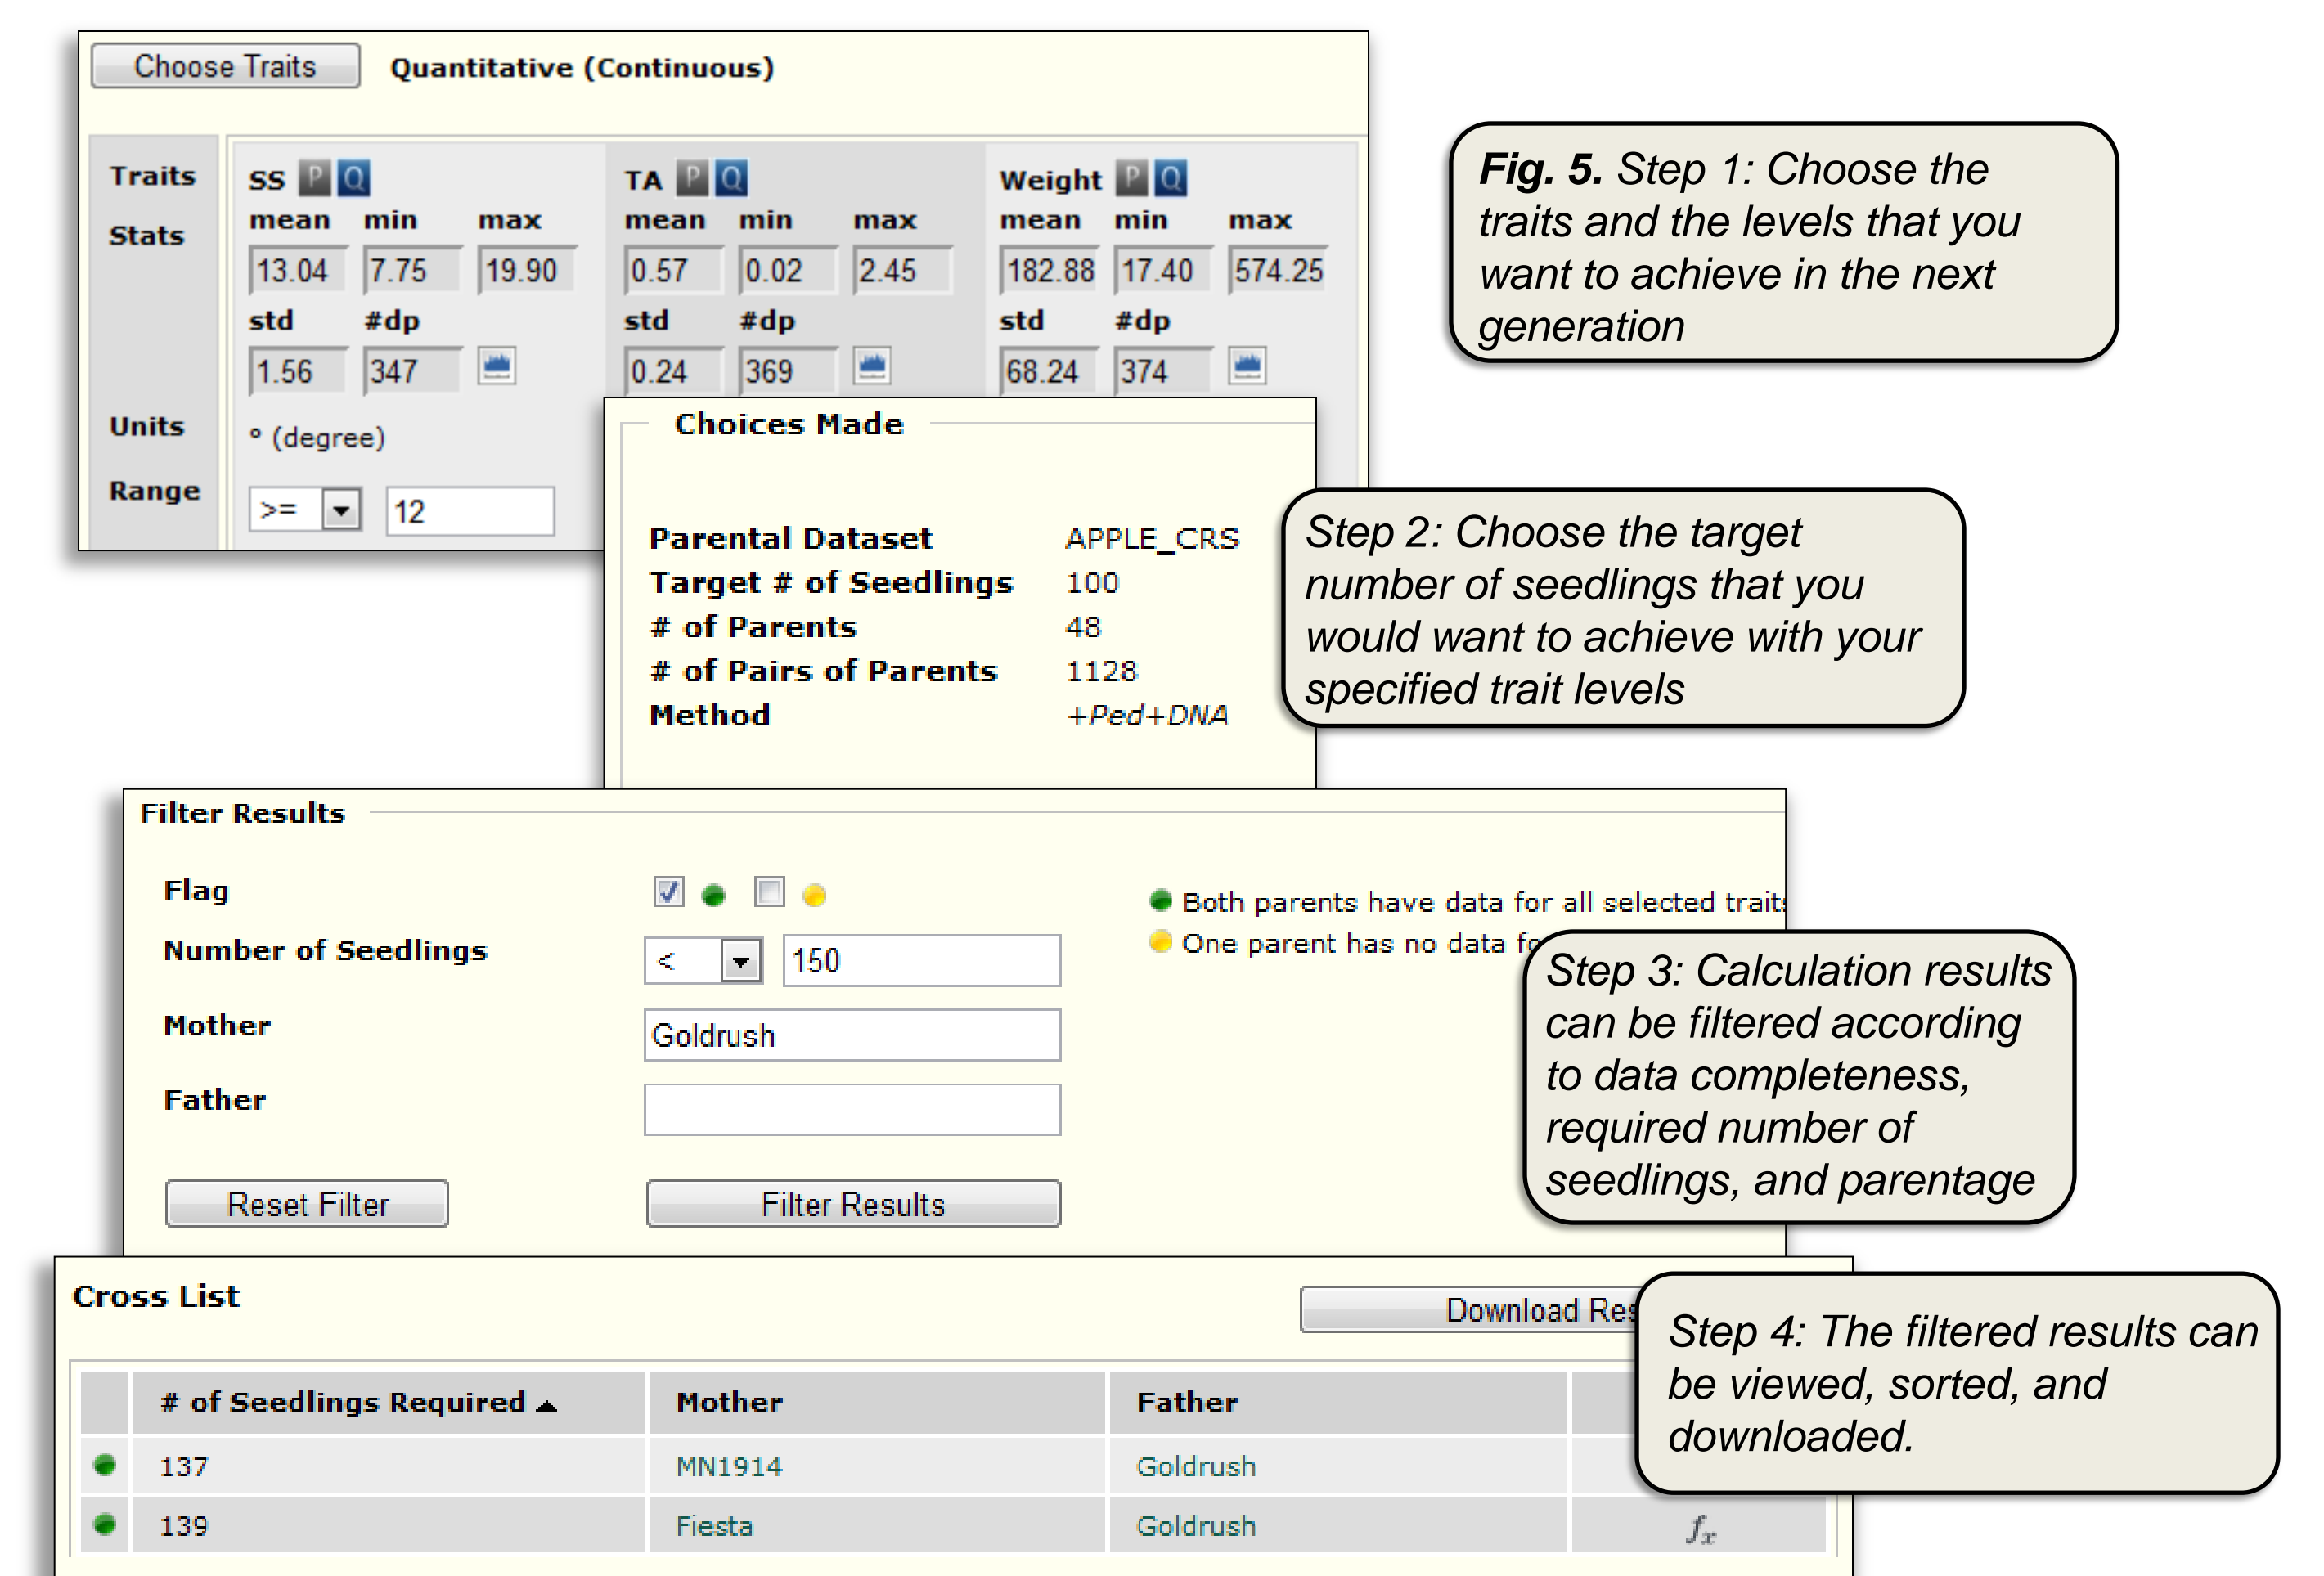 Choose Traits Quantitative (Continuous)
Traits SS P Q TA P Q Weight P Q
Stats mean min max mean min max mean min max
13.04 7.75 19.90 0.57 0.02 2.45 182.88 17.40 574.25
std #dp std #dp std #dp
1.56 347 0.24 369 68.24 374
Units ° (degree)
Range >= 12
Fig. 5. Step 1: Choose the
traits and the levels that you
want to achieve in the next
generation
Choices Made
Parental Dataset APPLE_CRS
Target # of Seedlings 100
# of Parents 48
# of Pairs of Parents 1128
Method +Ped+DNA
Step 2: Choose the target
number of seedlings that you
would want to achieve with your
specified trait levels
Filter Results
Flag
Both parents have data for all selected traits
One parent has no data
Number of Seedlings < 150
Mother Goldrush
Father
Reset Filter Filter Results
Step 3: Calculation results
can be filtered according
to data completeness,
required number of
seedlings, and parentage
Cross List Download
# of Seedlings Required Mother Father
137 MN1914 Goldrush
139 Fiesta Goldrush fx
Step 4: The filtered results can
be viewed, sorted, and
downloaded.